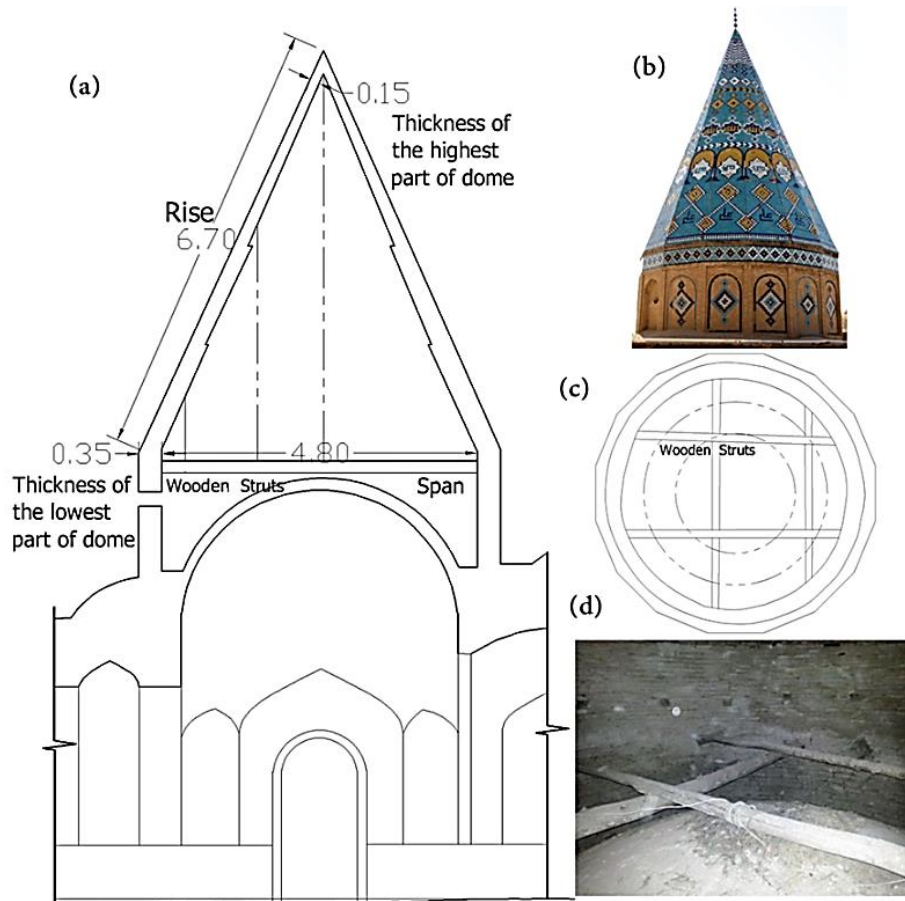 (a)
0.15
Thickness of
the highest
part of dome
Rise
6.70
0.35
4.80
Thickness of
the lowest
part of dome
Wooden Struts
Span
(b)
(c)
Wooden Struts
(d)